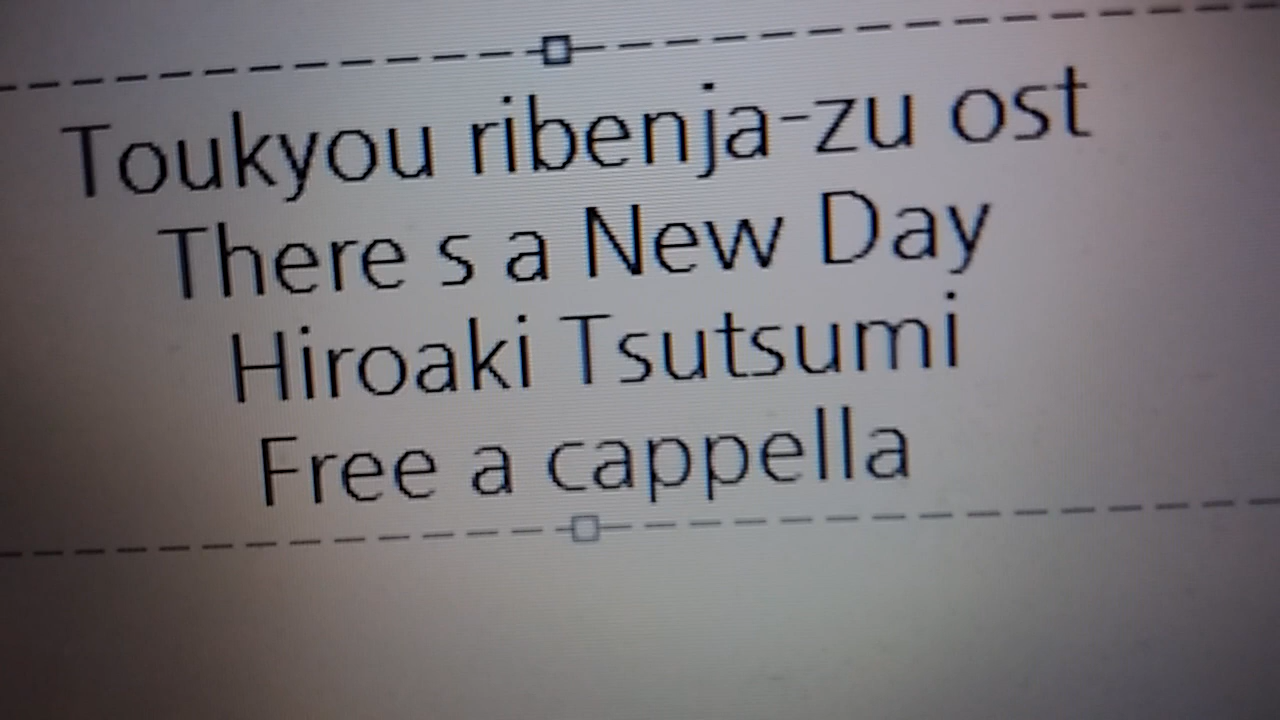 Toukyou ribenja-zu ost
There s a New Day
Hiroaki Tsutsumi
Free a cappella